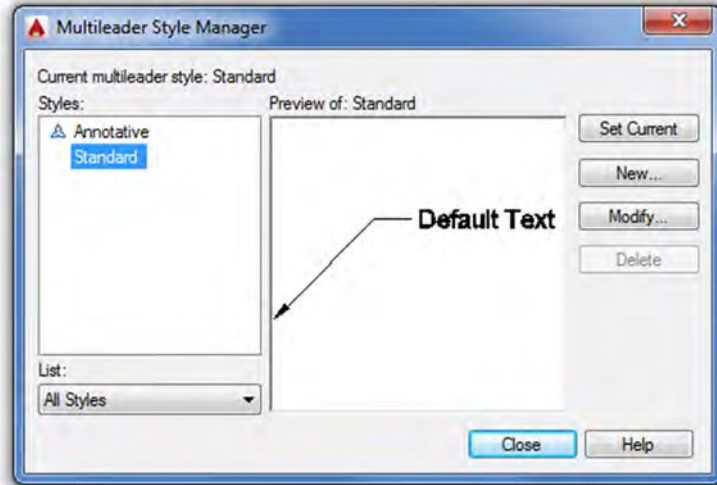 Multileader Style Manager
Current multileader style: Standard
Styles:
Preview of: Standard
Annotative
Standard
Default Text
Set Current
New...
Modify...
Delete
List:
All Styles
Close
Help